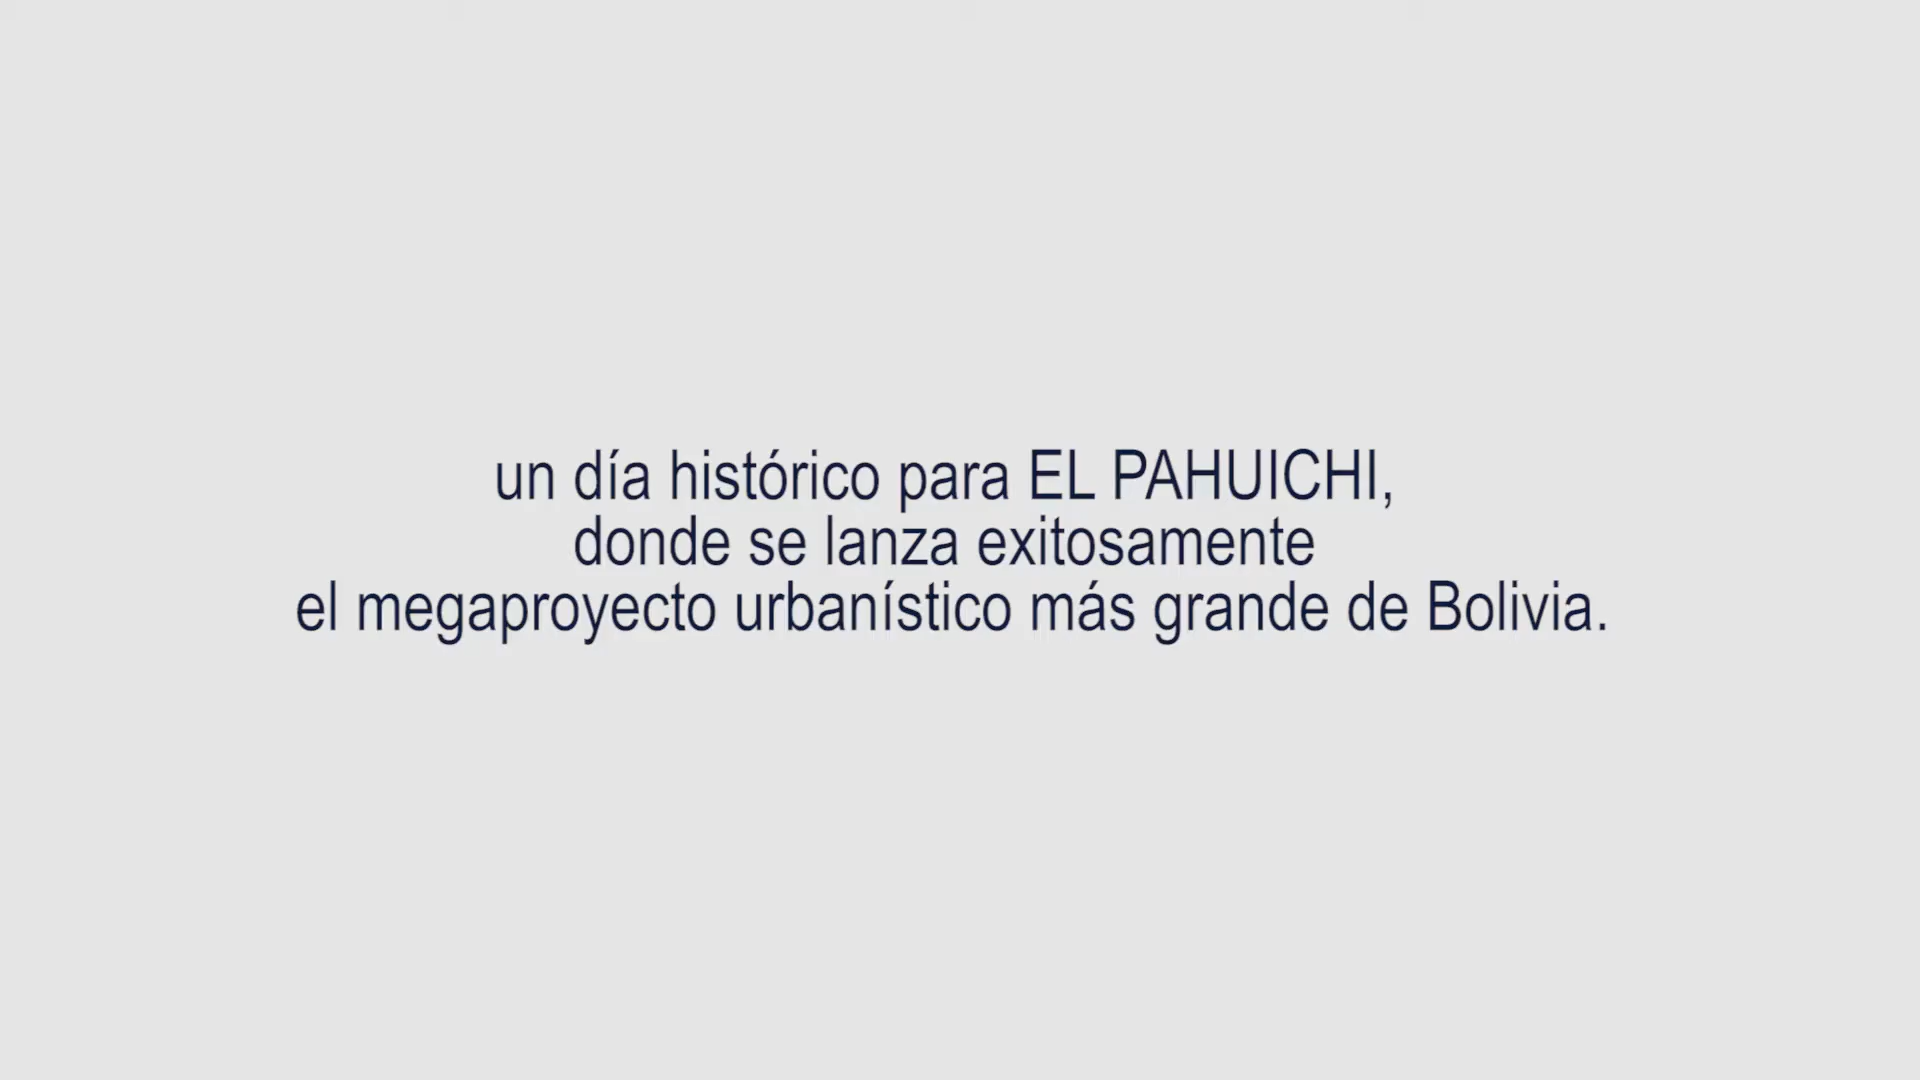 un día histórico para EL PAHUICHI,
donde se lanza exitosamente
el megaproyecto urbanístico más grande de Bolivia.